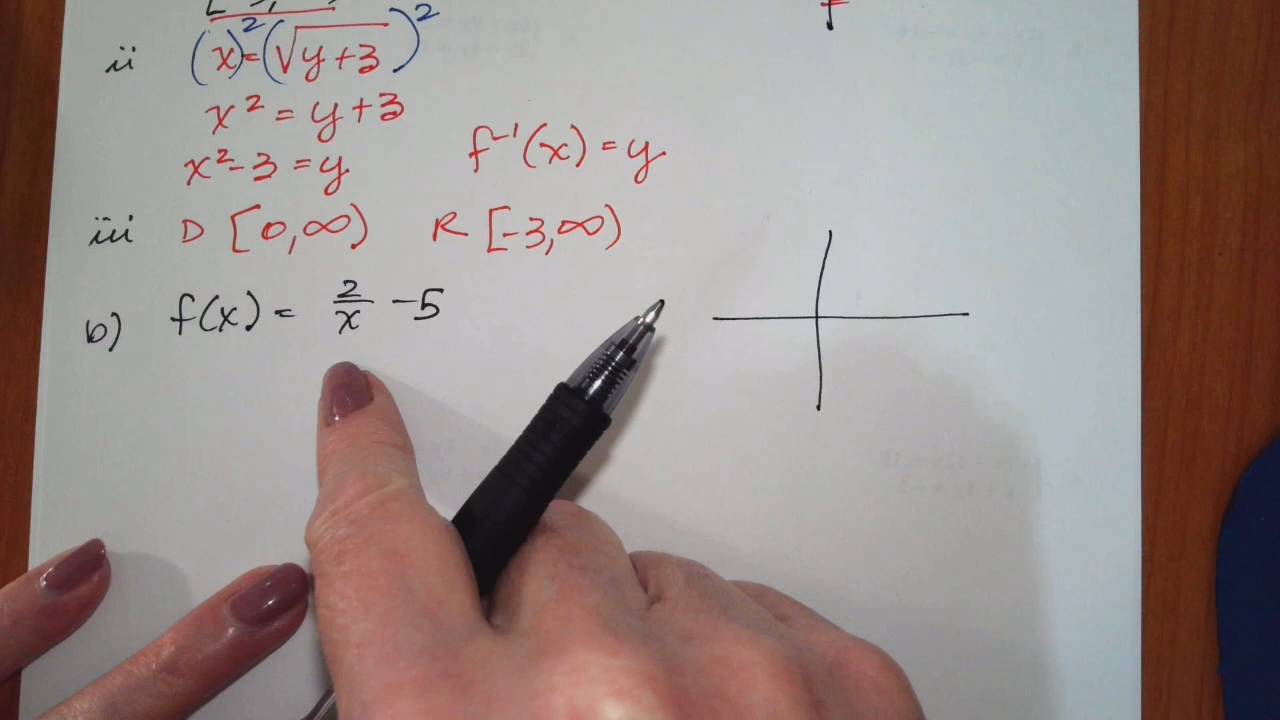 ii (x)²=(√y+3)²
x² = y+3
x²-3 = y f⁻¹(x) = y
iii D [0,∞) R [-3,∞)
b) f(x) = 2/x -5